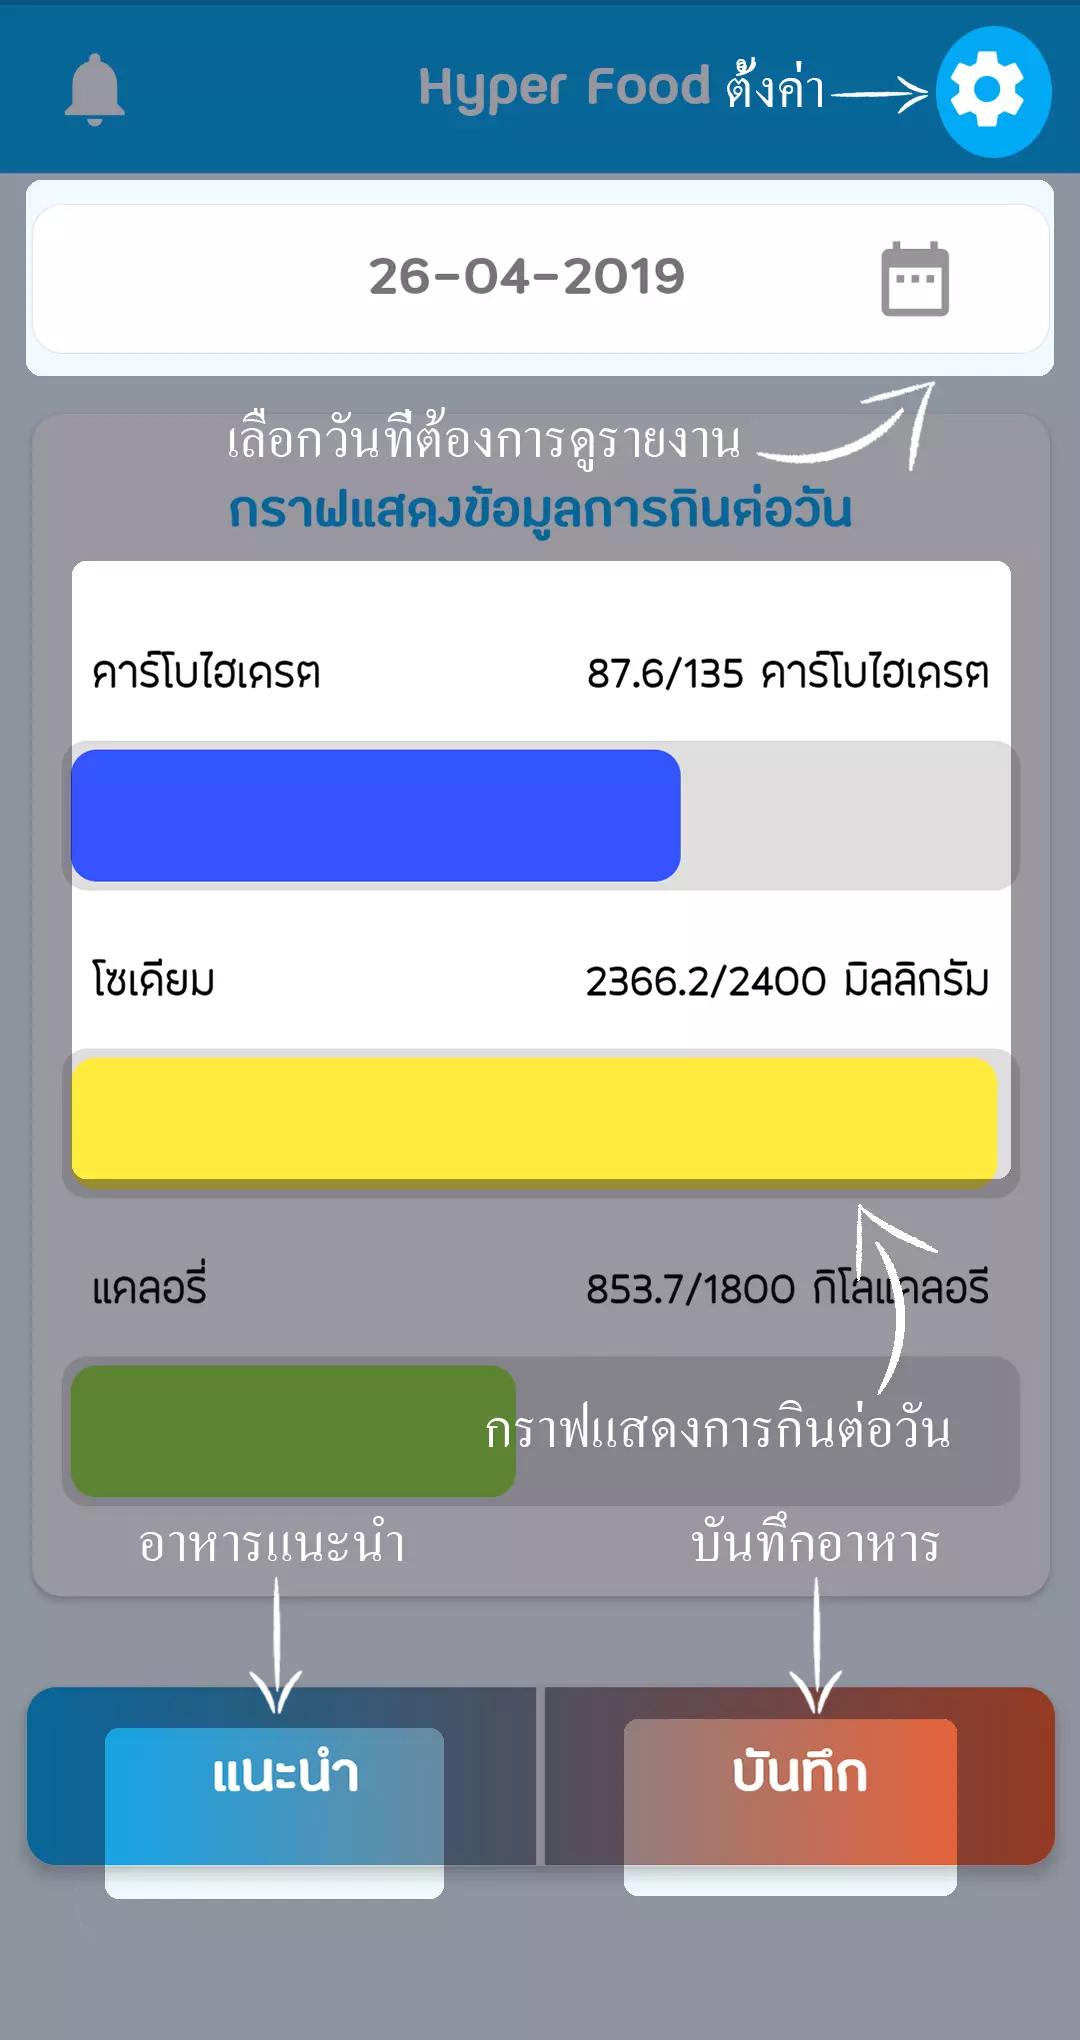 Hyper Food ตั้งค่า
26-04-2019
เลือกวันที่ต้องการดูรายงาน
กราฟแสดงข้อมูลการกินต่อวัน
คาร์โบไฮเดรต 87.6/135 คาร์โบไฮเดรต
โซเดียม 2366.2/2400 มิลลิกรัม
แคลอรี่ 853.7/1800 กิโลแคลอรี
กราฟแสดงการกินต่อวัน
อาหารแนะนำ บันทึกอาหาร
แนะนำ บันทึก